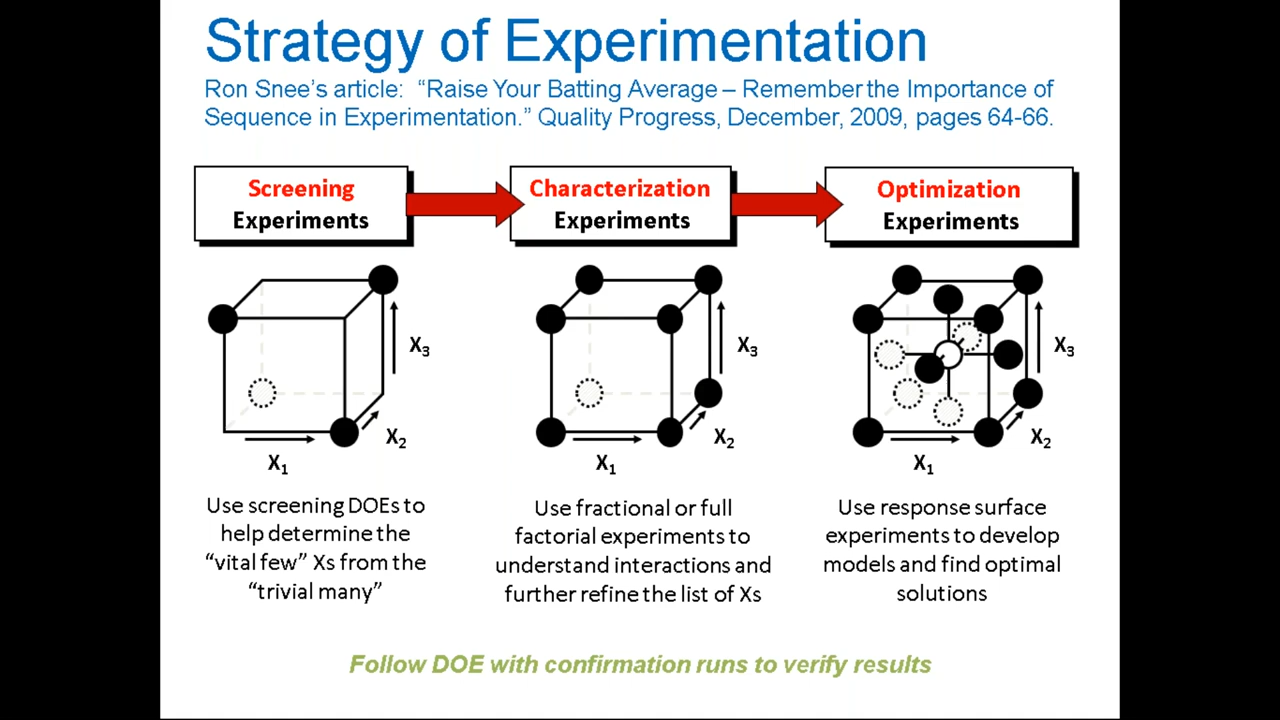 Strategy of Experimentation
Ron Snee's article: “Raise Your Batting Average – Remember the Importance of
Sequence in Experimentation.” Quality Progress, December, 2009, pages 64-66.
Screening
Experiments
Characterization
Experiments
Optimization
Experiments
X3
X2
X1
X3
X2
X1
X3
X2
X1
Use screening DOEs to
help determine the
“vital few” Xs from the
“trivial many”
Use fractional or full
factorial experiments to
understand interactions and
further refine the list of Xs
Use response surface
experiments to develop
models and find optimal
solutions
Follow DOE with confirmation runs to verify results